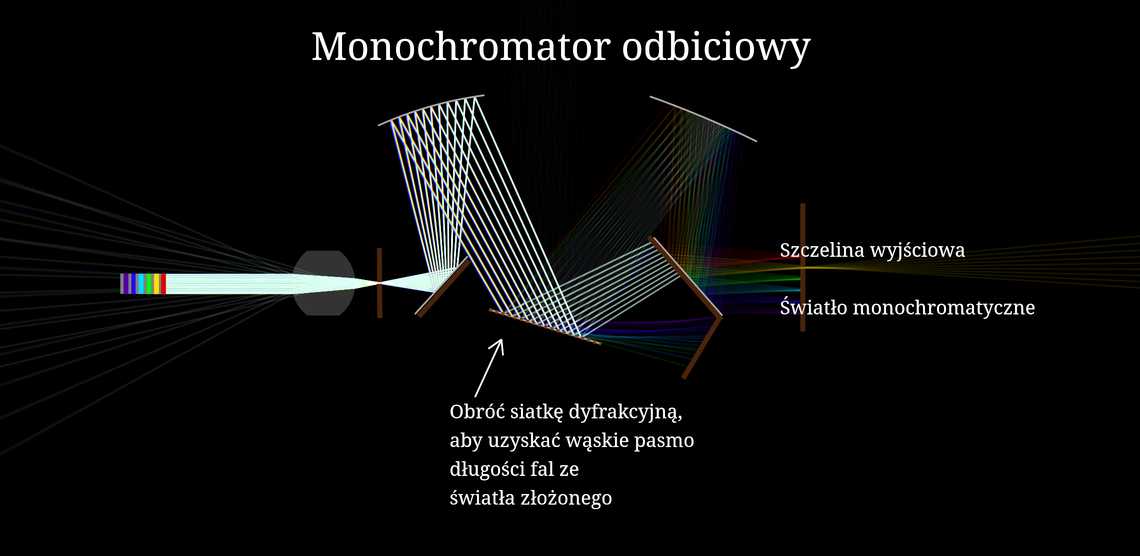 Monochromator odbiciowy
Szczelina wyjściowa
Światło monochromatyczne
Obróć siatkę dyfrakcyjną,
aby uzyskać wąskie pasmo
długości fal ze
światła złożonego